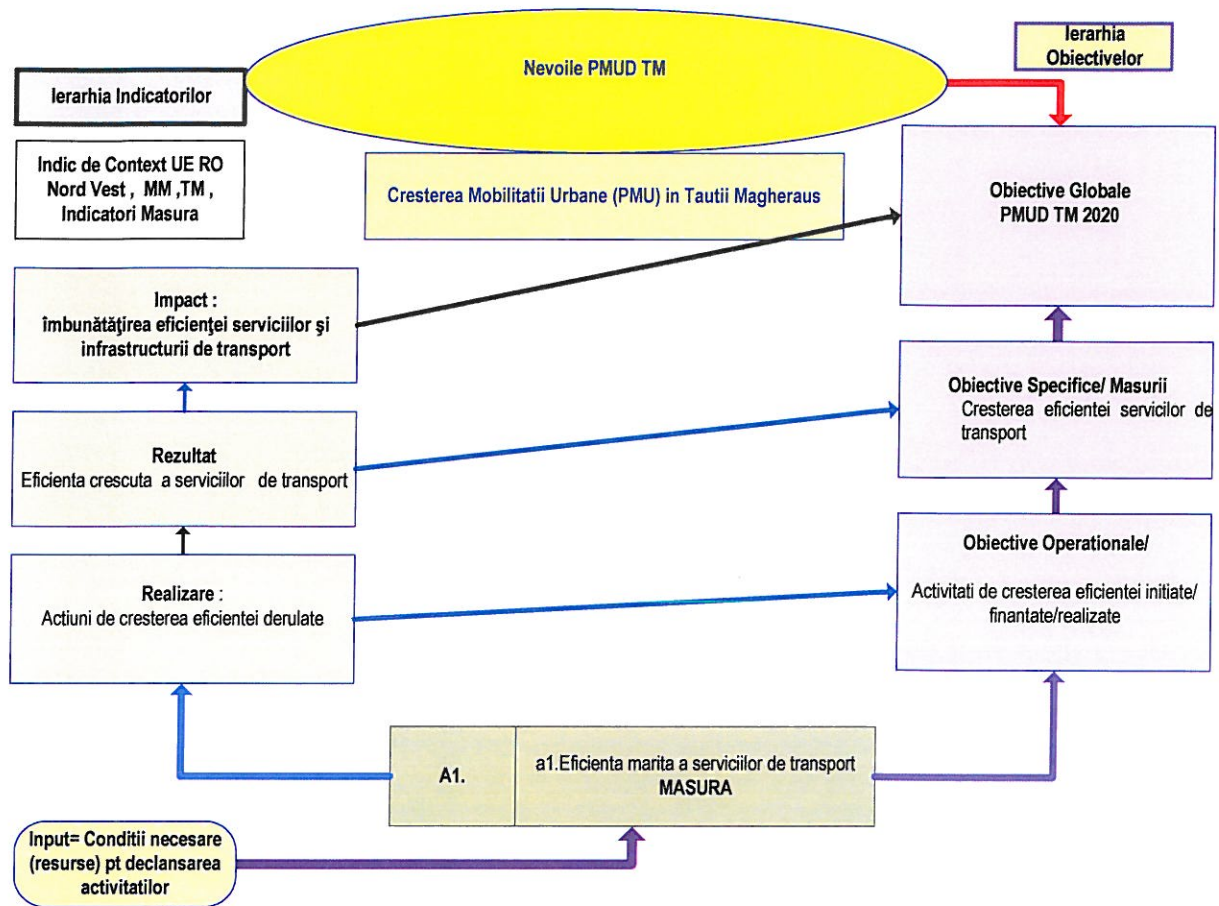 Nevoile PMUD TM
Ierarhia
Obiectivelor
Ierarhia Indicatorilor
Indic de Context UE RO
Nord Vest , MM ,TM ,
Indicatori Masura
Cresterea Mobilitatii Urbane (PMU) in Tautii Magheraus
Obiective Globale
PMUD TM 2020
Impact :
îmbunătăţirea eficienţei serviciilor şi
infrastructurii de transport
Obiective Specifice/ Masurii
Cresterea eficientei servicilor de
transport
Rezultat
Eficienta crescuta a serviciilor de transport
Obiective Operationale/
Activitati de cresterea eficientei initiate/
finantate/realizate
Realizare :
Actiuni de cresterea eficientei derulate
A1.
a1.Eficienta marita a serviciilor de transport
MASURA
Input= Conditii necesare
(resurse) pt declansarea
activitatilor